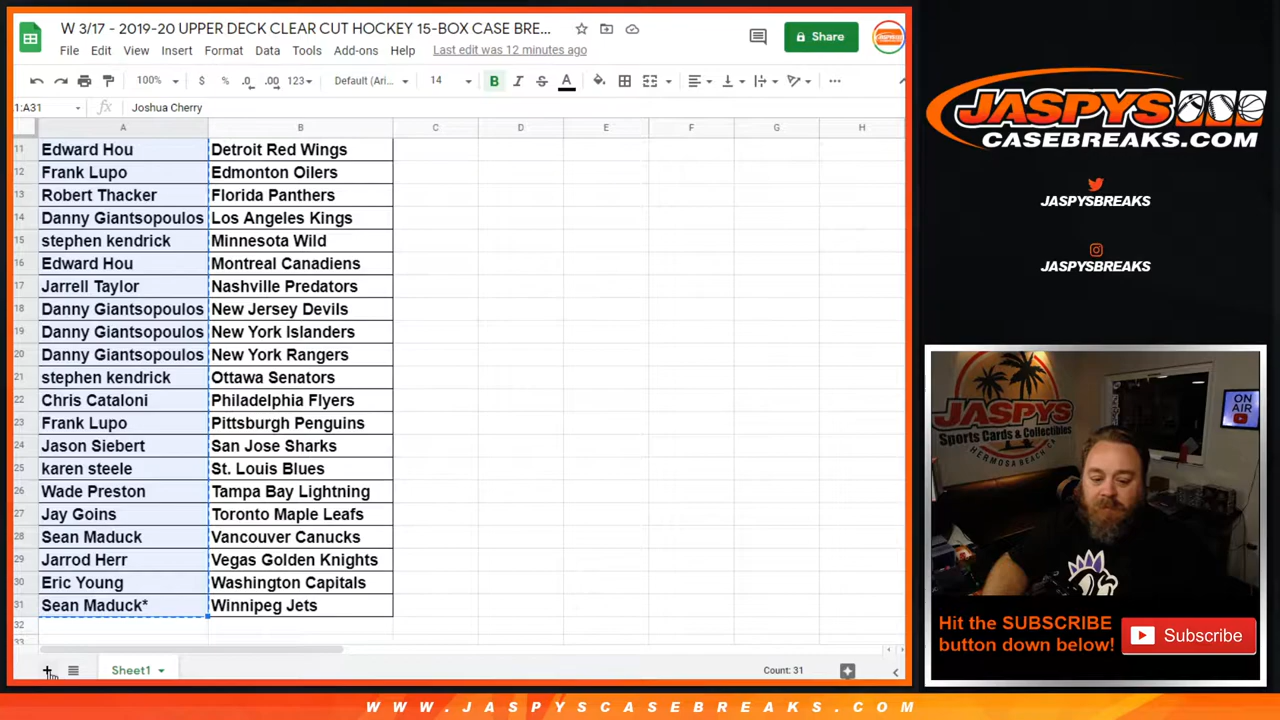 W 3/17 - 2019-20 UPPER DECK CLEAR CUT HOCKEY 15-BOX CASE BRE...
File Edit View Insert Format Data Tools Add-ons Help Last edit was 12 minutes ago
Share
100% $ % .0 .00 123 Default (Ari... 14 B I S A
1:A31 fx Joshua Cherry
A B C D E F G H
11 Edward Hou Detroit Red Wings
12 Frank Lupo Edmonton Oilers
13 Robert Thacker Florida Panthers
14 Danny Giantsopoulos Los Angeles Kings
15 stephen kendrick Minnesota Wild
16 Edward Hou Montreal Canadiens
17 Jarrell Taylor Nashville Predators
18 Danny Giantsopoulos New Jersey Devils
19 Danny Giantsopoulos New York Islanders
20 Danny Giantsopoulos New York Rangers
21 stephen kendrick Ottawa Senators
22 Chris Cataloni Philadelphia Flyers
23 Frank Lupo Pittsburgh Penguins
24 Jason Siebert San Jose Sharks
25 karen steele St. Louis Blues
26 Wade Preston Tampa Bay Lightning
27 Jay Goins Toronto Maple Leafs
28 Sean Maduck Vancouver Canucks
29 Jarrod Herr Vegas Golden Knights
30 Eric Young Washington Capitals
31 Sean Maduck* Winnipeg Jets
32
33
Sheet1 Count: 31
JASPYS
CASEBREAKS.COM
JASPYSBREAKS
JASPYSBREAKS
JASPYS
Sports Cards & Collectibles
HERMOSA BEACH, CA
ON AIR
Hit the SUBSCRIBE
button down below!
Subscribe
WWW.JASPYSCASEBREAKS.COM